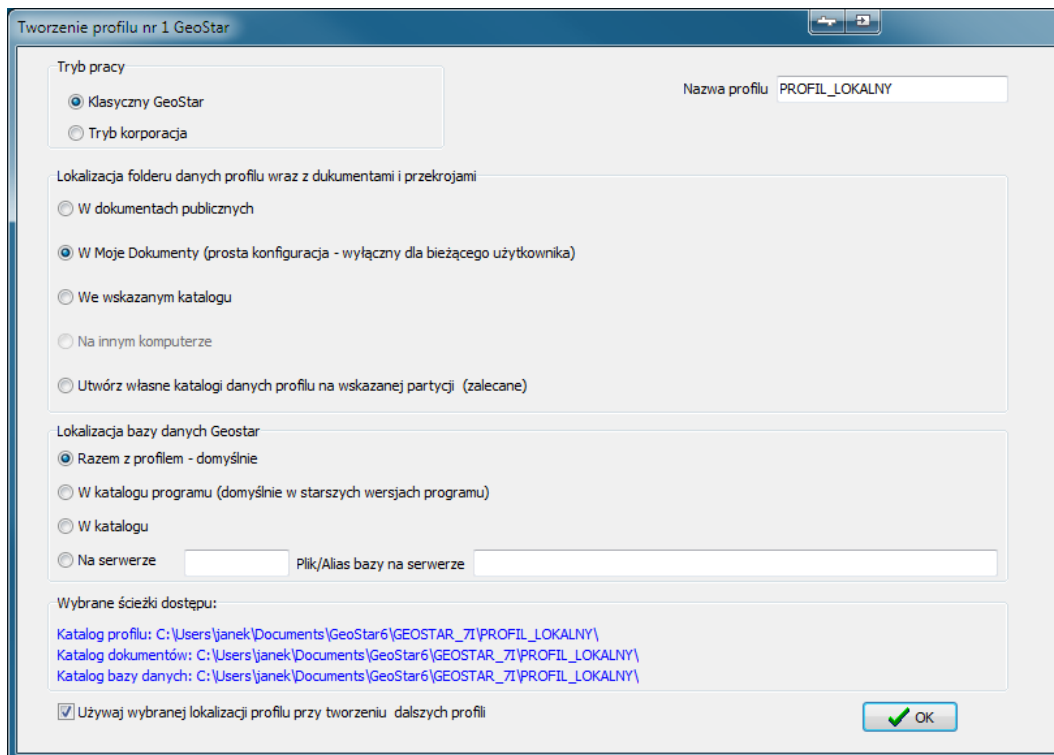 Tworzenie profilu nr 1 GeoStar
Tryb pracy
Klasyczny GeoStar
Nazwa profilu PROFIL_LOKALNY
Tryb korporacja
Lokalizacja folderu danych profilu wraz z dukumentami i przekrojami
W dokumentach publicznych
W Moje Dokumenty (prosta konfiguracja - wyłączny dla bieżącego użytkownika)
We wskazanym katalogu
Na innym komputerze
Utwórz własne katalogi danych profilu na wskazanej partycji (zalecane)
Lokalizacja bazy danych Geostar
Razem z profilem - domyślnie
W katalogu programu (domyślnie w starszych wersjach programu)
W katalogu
Na serwerze Plik/Alias bazy na serwerze
Wybrane ścieżki dostępu:
Katalog profilu: C:\Users\janek\Documents\GeoStar6\GEOSTAR_7I\PROFIL_LOKALNY\
Katalog dokumentów: C:\Users\janek\Documents\GeoStar6\GEOSTAR_7I\PROFIL_LOKALNY\
Katalog bazy danych: C:\Users\janek\Documents\GeoStar6\GEOSTAR_7I\PROFIL_LOKALNY\
Używaj wybranej lokalizacji profilu przy tworzeniu dalszych profili
OK